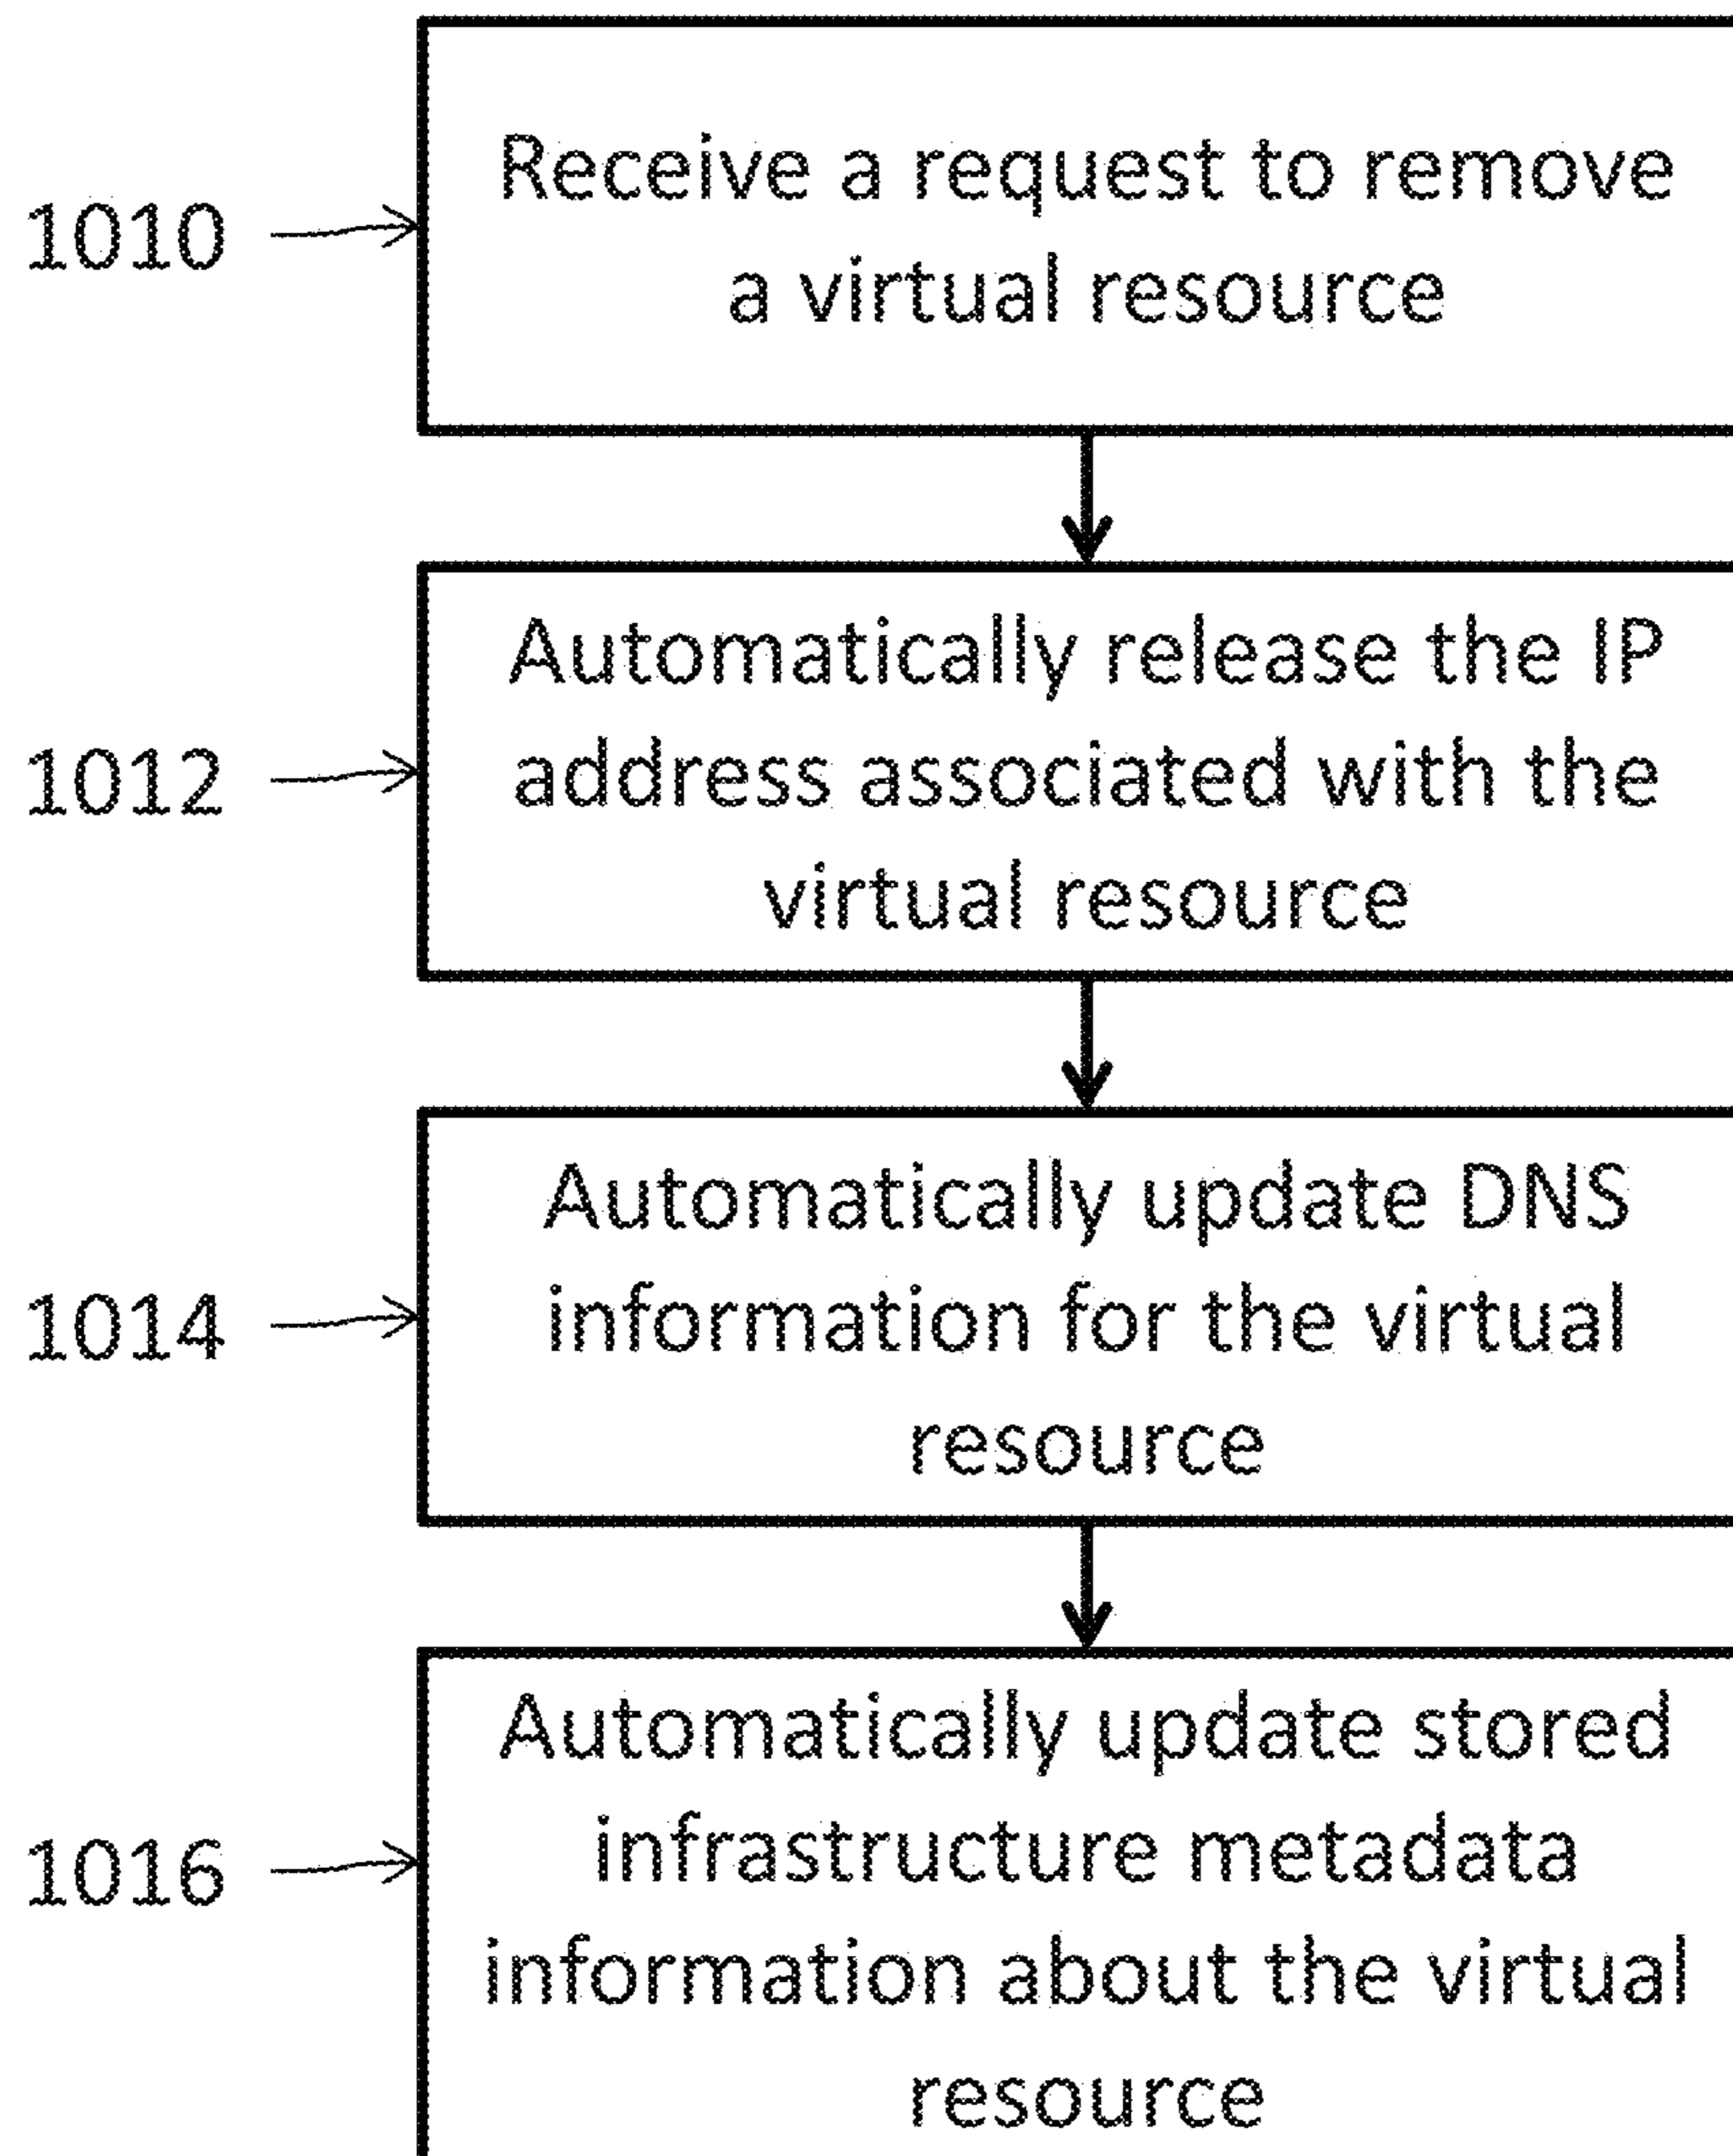 1010
Receive a request to remove
a virtual resource
1012
Automatically release the IP
address associated with the
virtual resource
1014
Automatically update DNS
information for the virtual
resource
1016
Automatically update stored
infrastructure metadata
information about the virtual
resource